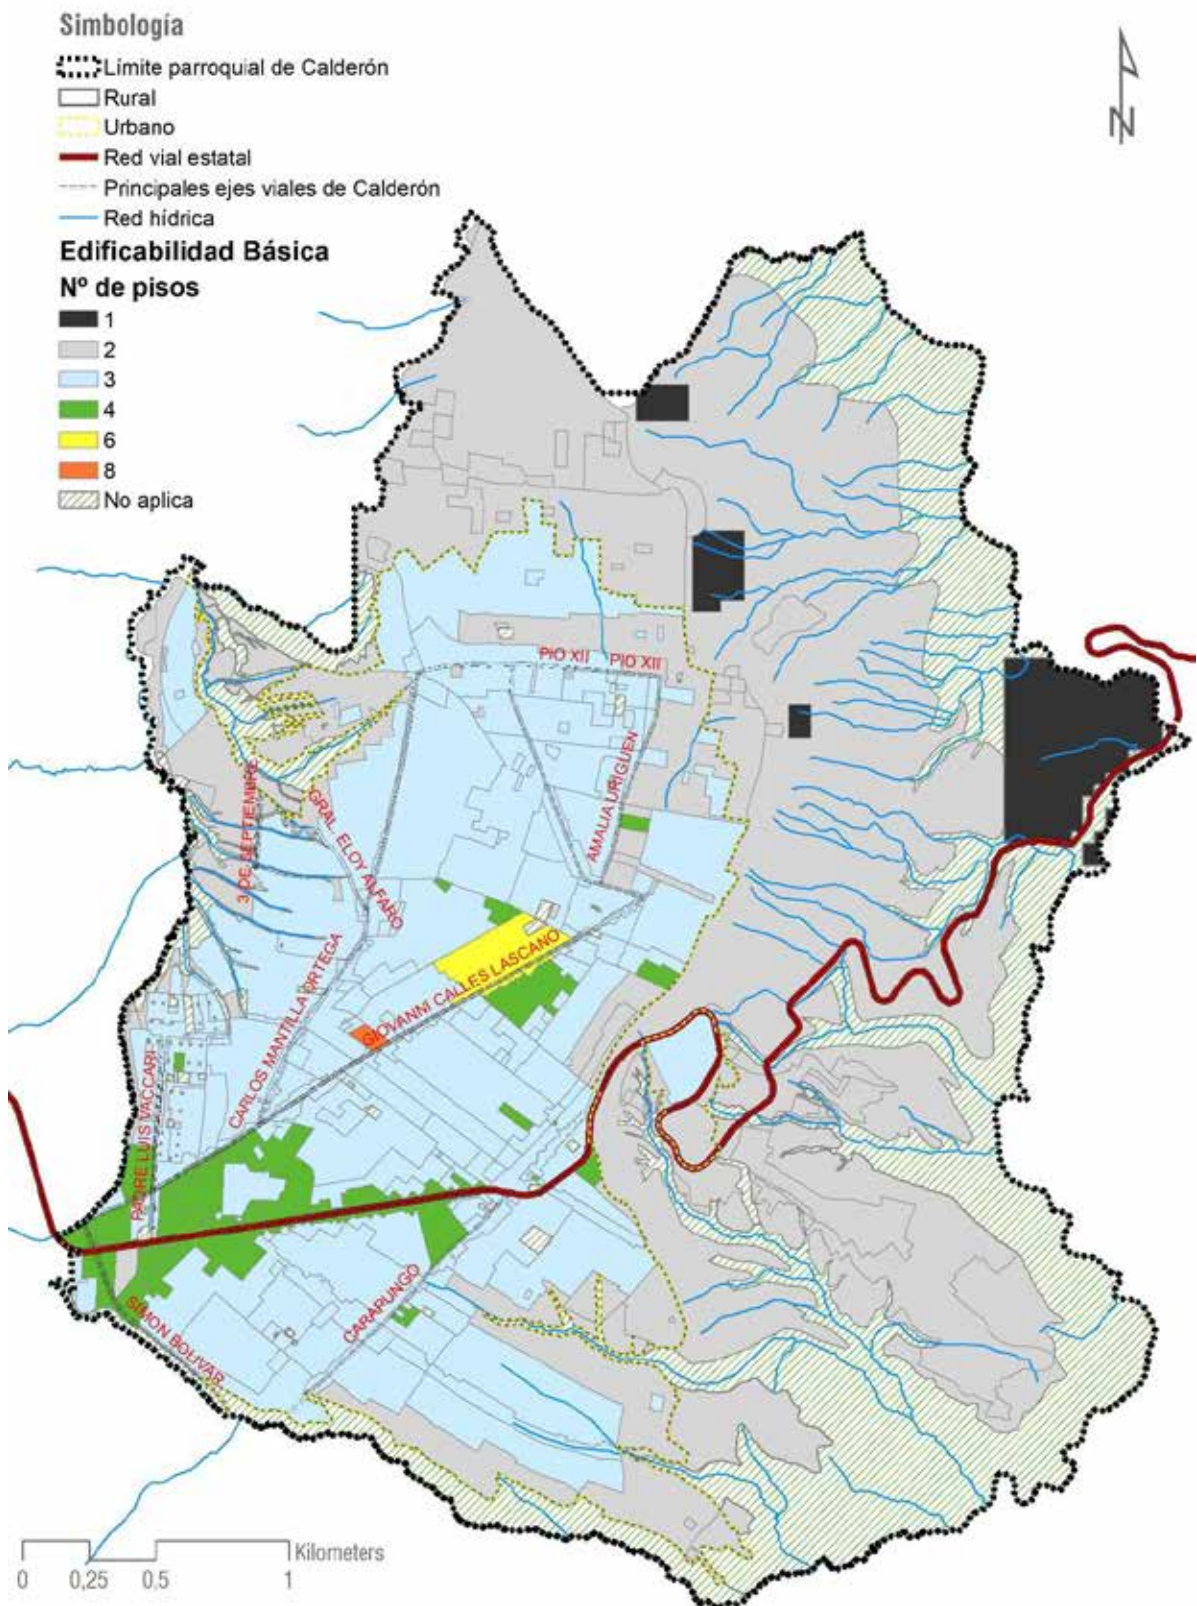 Simbología
Límite parroquial de Calderón
Rural
Urbano
Red vial estatal
Principales ejes viales de Calderón
Red hídrica
Edificabilidad Básica
Nº de pisos
1
2
3
4
6
8
No aplica
N
PIO XII PIO XII
AMALIA URIGUEN
3 DE SEPTIEMBRE
GRAL. ELOY ALFARO
CARLOS MANTILLA ORTEGA
GIOVANNI CALLES LASCANO
PADRE LUIS VACCARI
SIMON BOLIVAR
CARAPUNGO
Kilometers
0 0,25 0,5 1